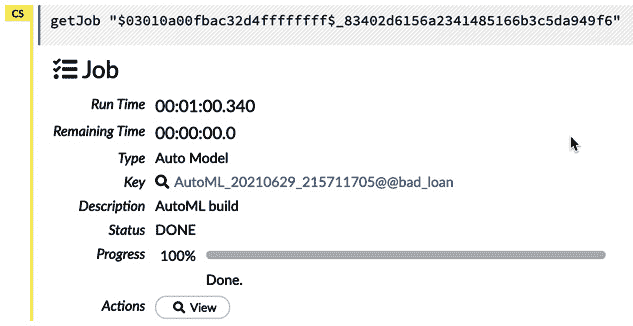 CS
getJob "$03010a00fbac32d4ffffffff$_83402d6156a2341485166b3c5da949f6"
Job
Run Time 00:01:00.340
Remaining Time 00:00:00.0
Type Auto Model
Key AutoML_20210629_215711705@@bad_loan
Description AutoML build
Status DONE
Progress 100%
Done.
Actions View